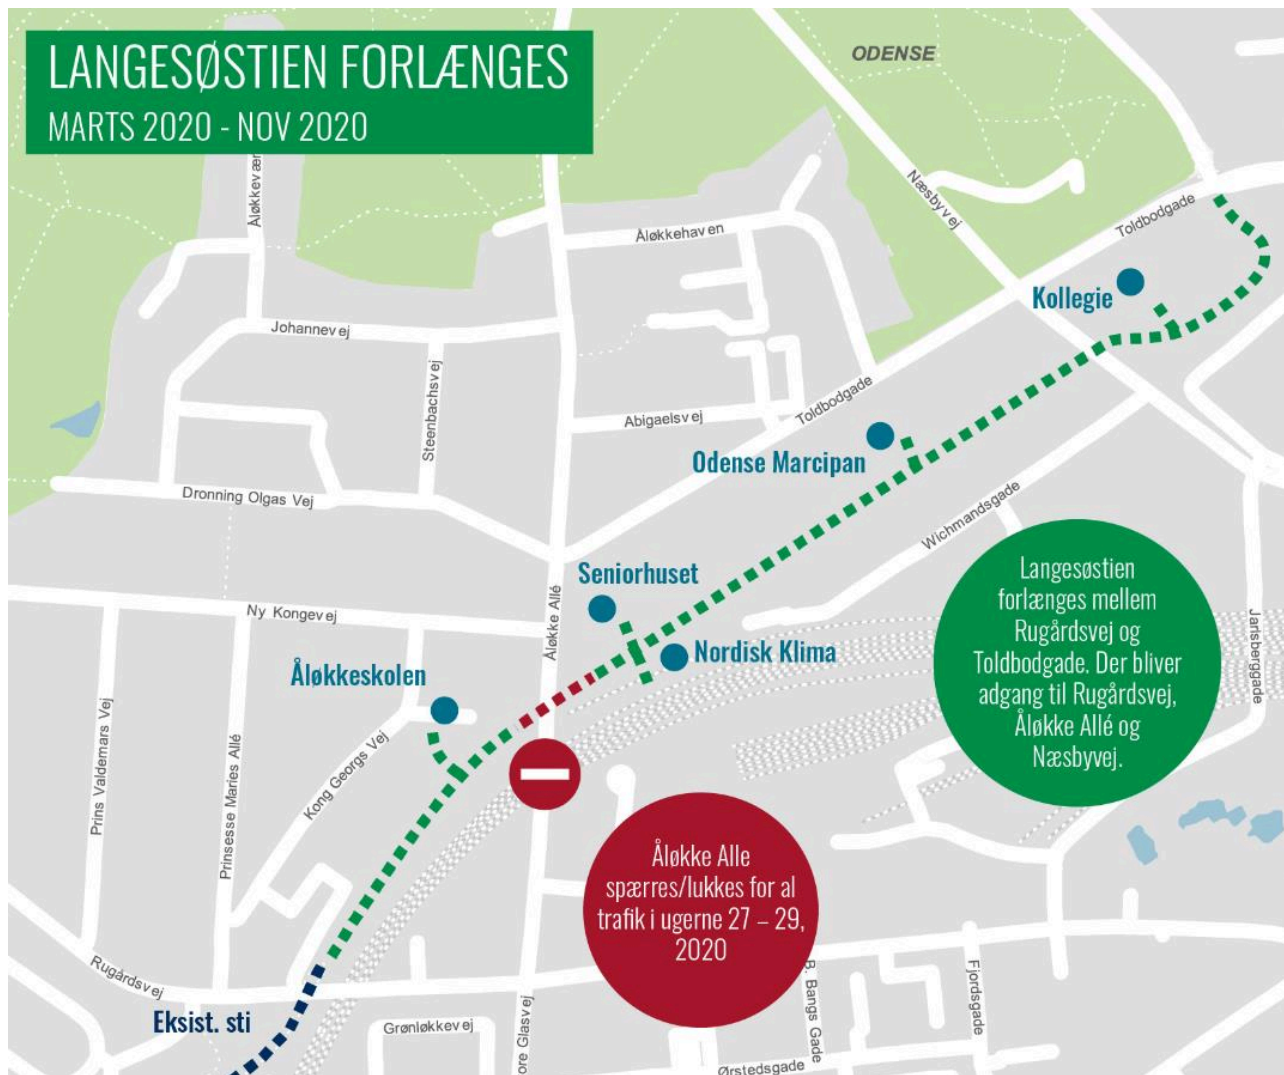 LANGESØSTIEN FORLÆNGES
MARTS 2020 - NOV 2020
ODENSE
Næsbyvej
Toldbodgade
Åløkkehaven
Kollegie
Johannevej
Steenbachsvej
Abigaelsvej
Toldbodgade
Odense Marcipan
Dronning Olgas Vej
Wichmandsgade
Seniorhuset
Ny Kongevej
Åløkke Allé
Nordisk Klima
Åløkkeskolen
Langesøstien
forlænges mellem
Rugårdsvej og
Toldbodgade. Der bliver
adgang til Rugårdsvej,
Åløkke Allé og
Næsbyvej.
Jarlsberggade
Prins Valdemars Vej
Prinsesse Maries Allé
Kong Georgs Vej
Åløkke Alle
spærres/lukkes for al
trafik i ugerne 27 – 29,
2020
Rugårdsvej
Eksist. sti
Grønløkkevej
ore Glasvej
B. Bangs Gade
Fjordsgade
Ørstedsgade